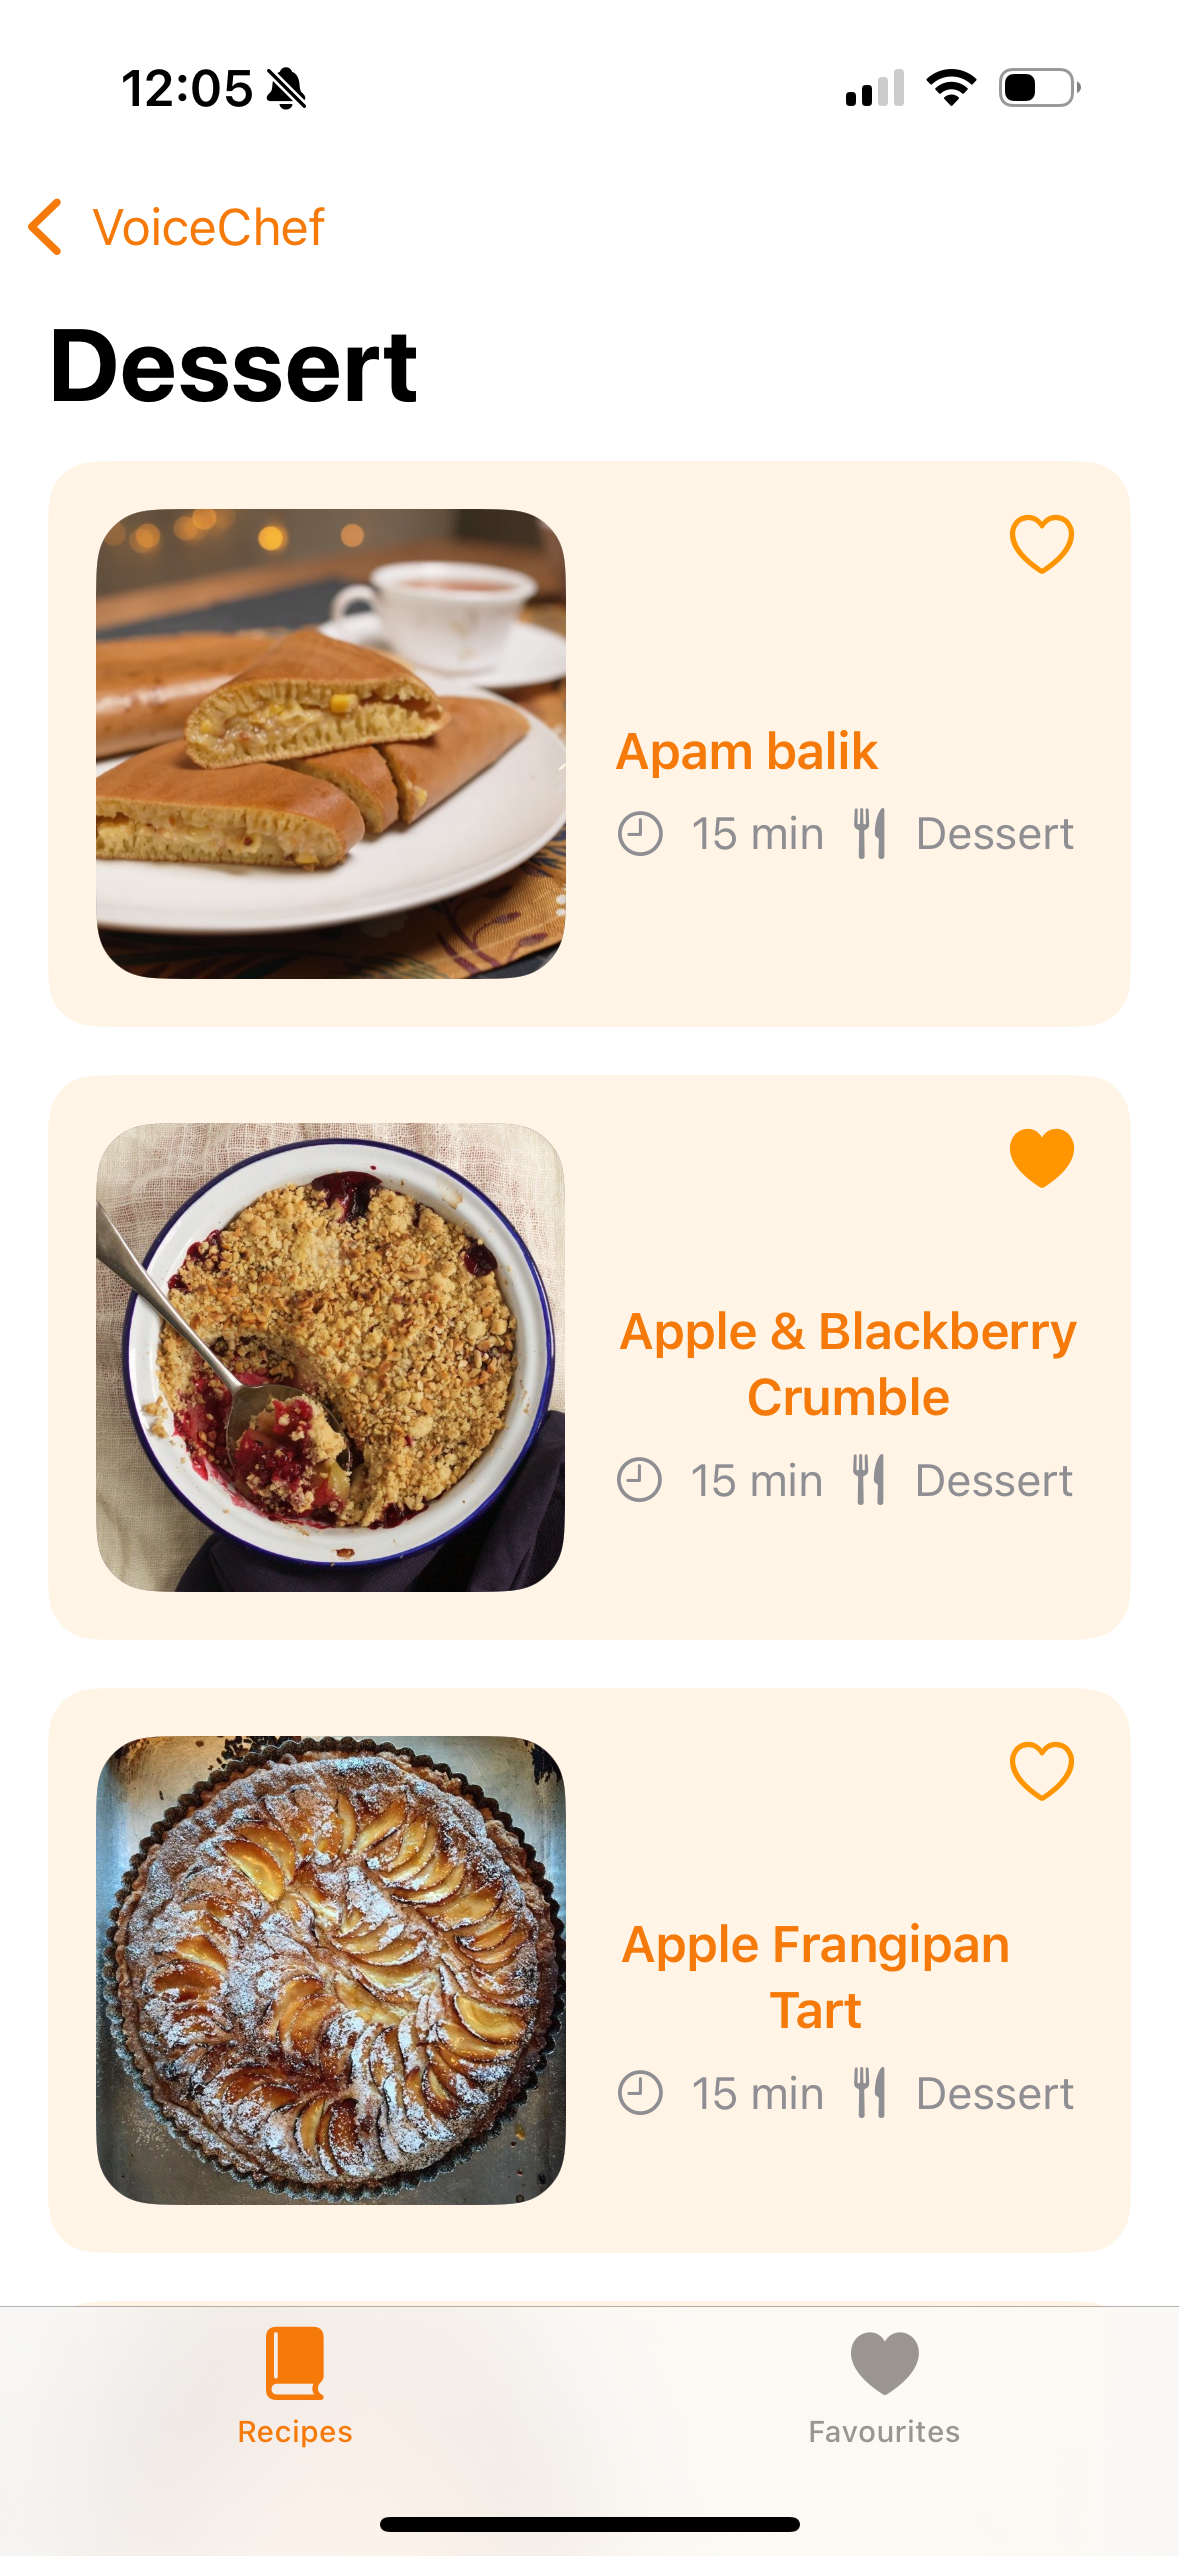 12:05
VoiceChef
Dessert
Apam balik
15 min Dessert
Apple & Blackberry
Crumble
15 min Dessert
Apple Frangipan
Tart
15 min Dessert
Recipes
Favourites